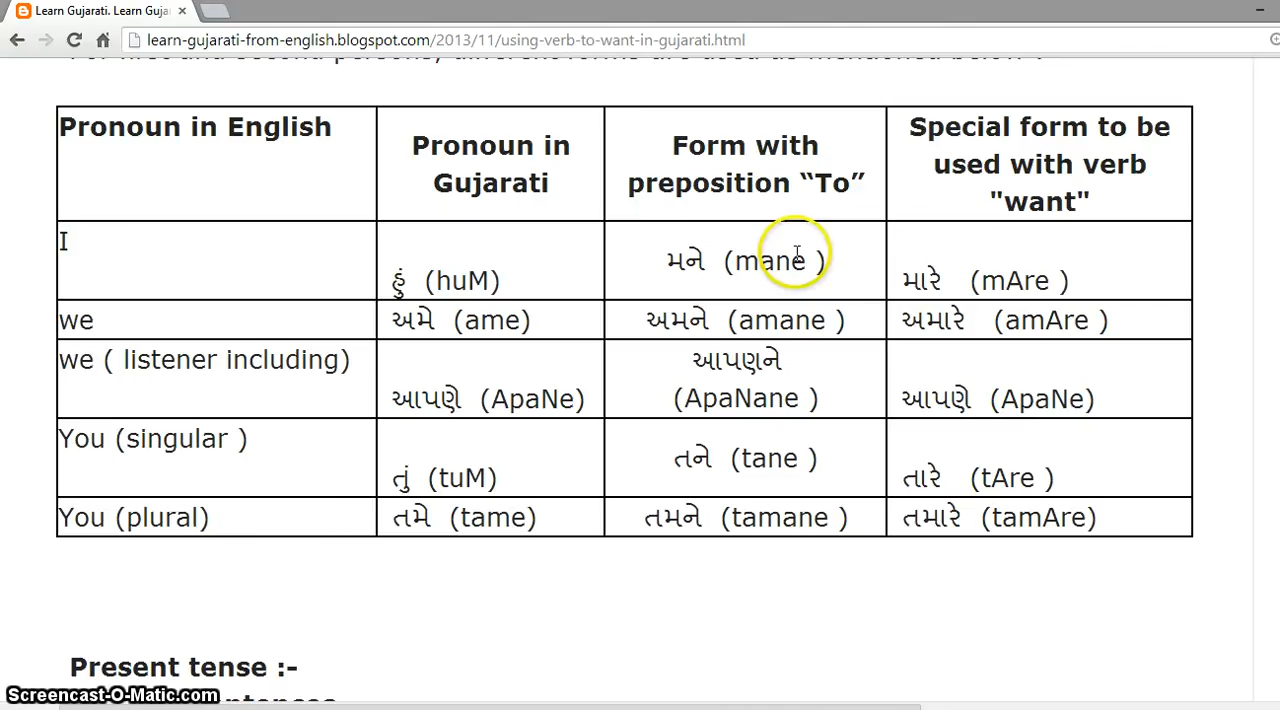 Learn Gujarati. Learn Guja
learn-gujarati-from-english.blogspot.com/2013/11/using-verb-to-want-in-gujarati.html
Pronoun in English
Pronoun in
Gujarati
Form with
preposition “To”
Special form to be
used with verb
"want"
I
હું (huM)
મને (mane )
મારે (mAre )
we
અમે (ame)
અમને (amane )
અમારે (amAre )
we ( listener including)
આપણે (ApaNe)
આપણને
(ApaNane )
આપણે (ApaNe)
You (singular )
તું (tuM)
તને (tane )
તારે (tAre )
You (plural)
તમે (tame)
તમને (tamane )
તમારે (tamAre)
Present tense :-
Screencast-O-Matic.com